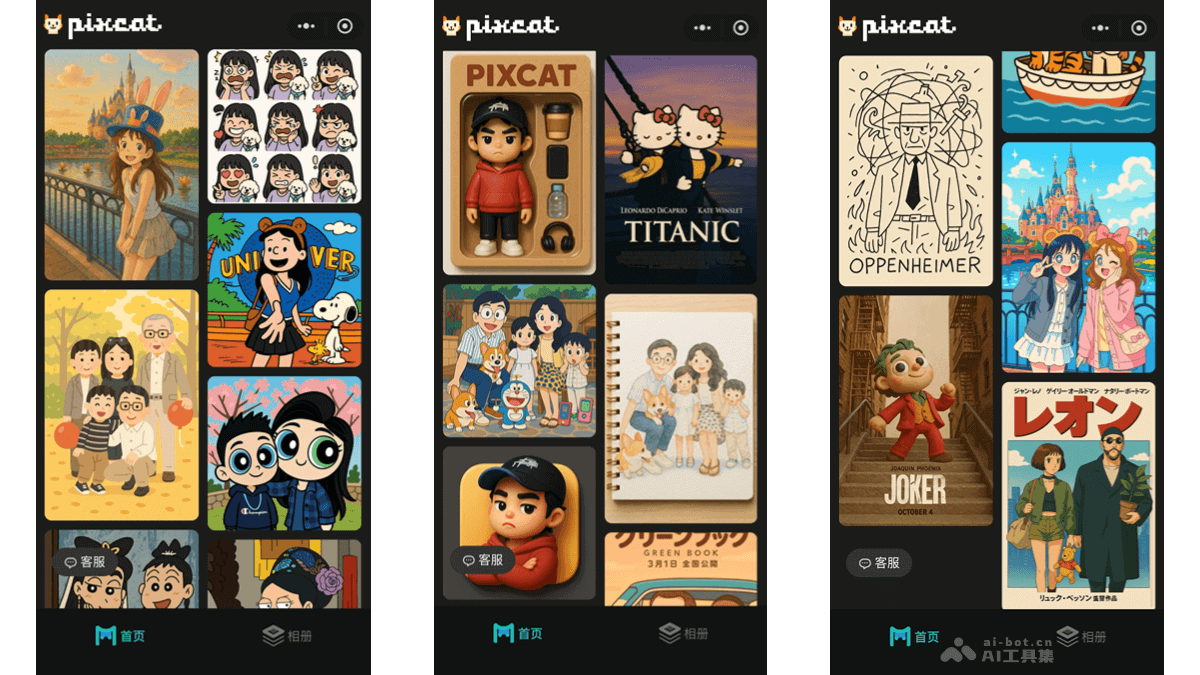 pixcat.
UNIVER
Champion
客服
首页
相册
pixcat.
PIXCAT
LEONARDO DICAPRIO KATE WINSLET
TITANIC
グリーンブック
GREEN BOOK
3月1日 全国公開
客服
首页
相册
pixcat.
OPPENHEIMER
JOAQUIN PHOENIX
JOKER
OCTOBER 4
ジャン・レノ ゲイリー・オールドマン ナタリー・ポートマン
レオン
リュック・ベッソン 監督作品
客服
首页
相册
ai-bot.cn
AI工具集